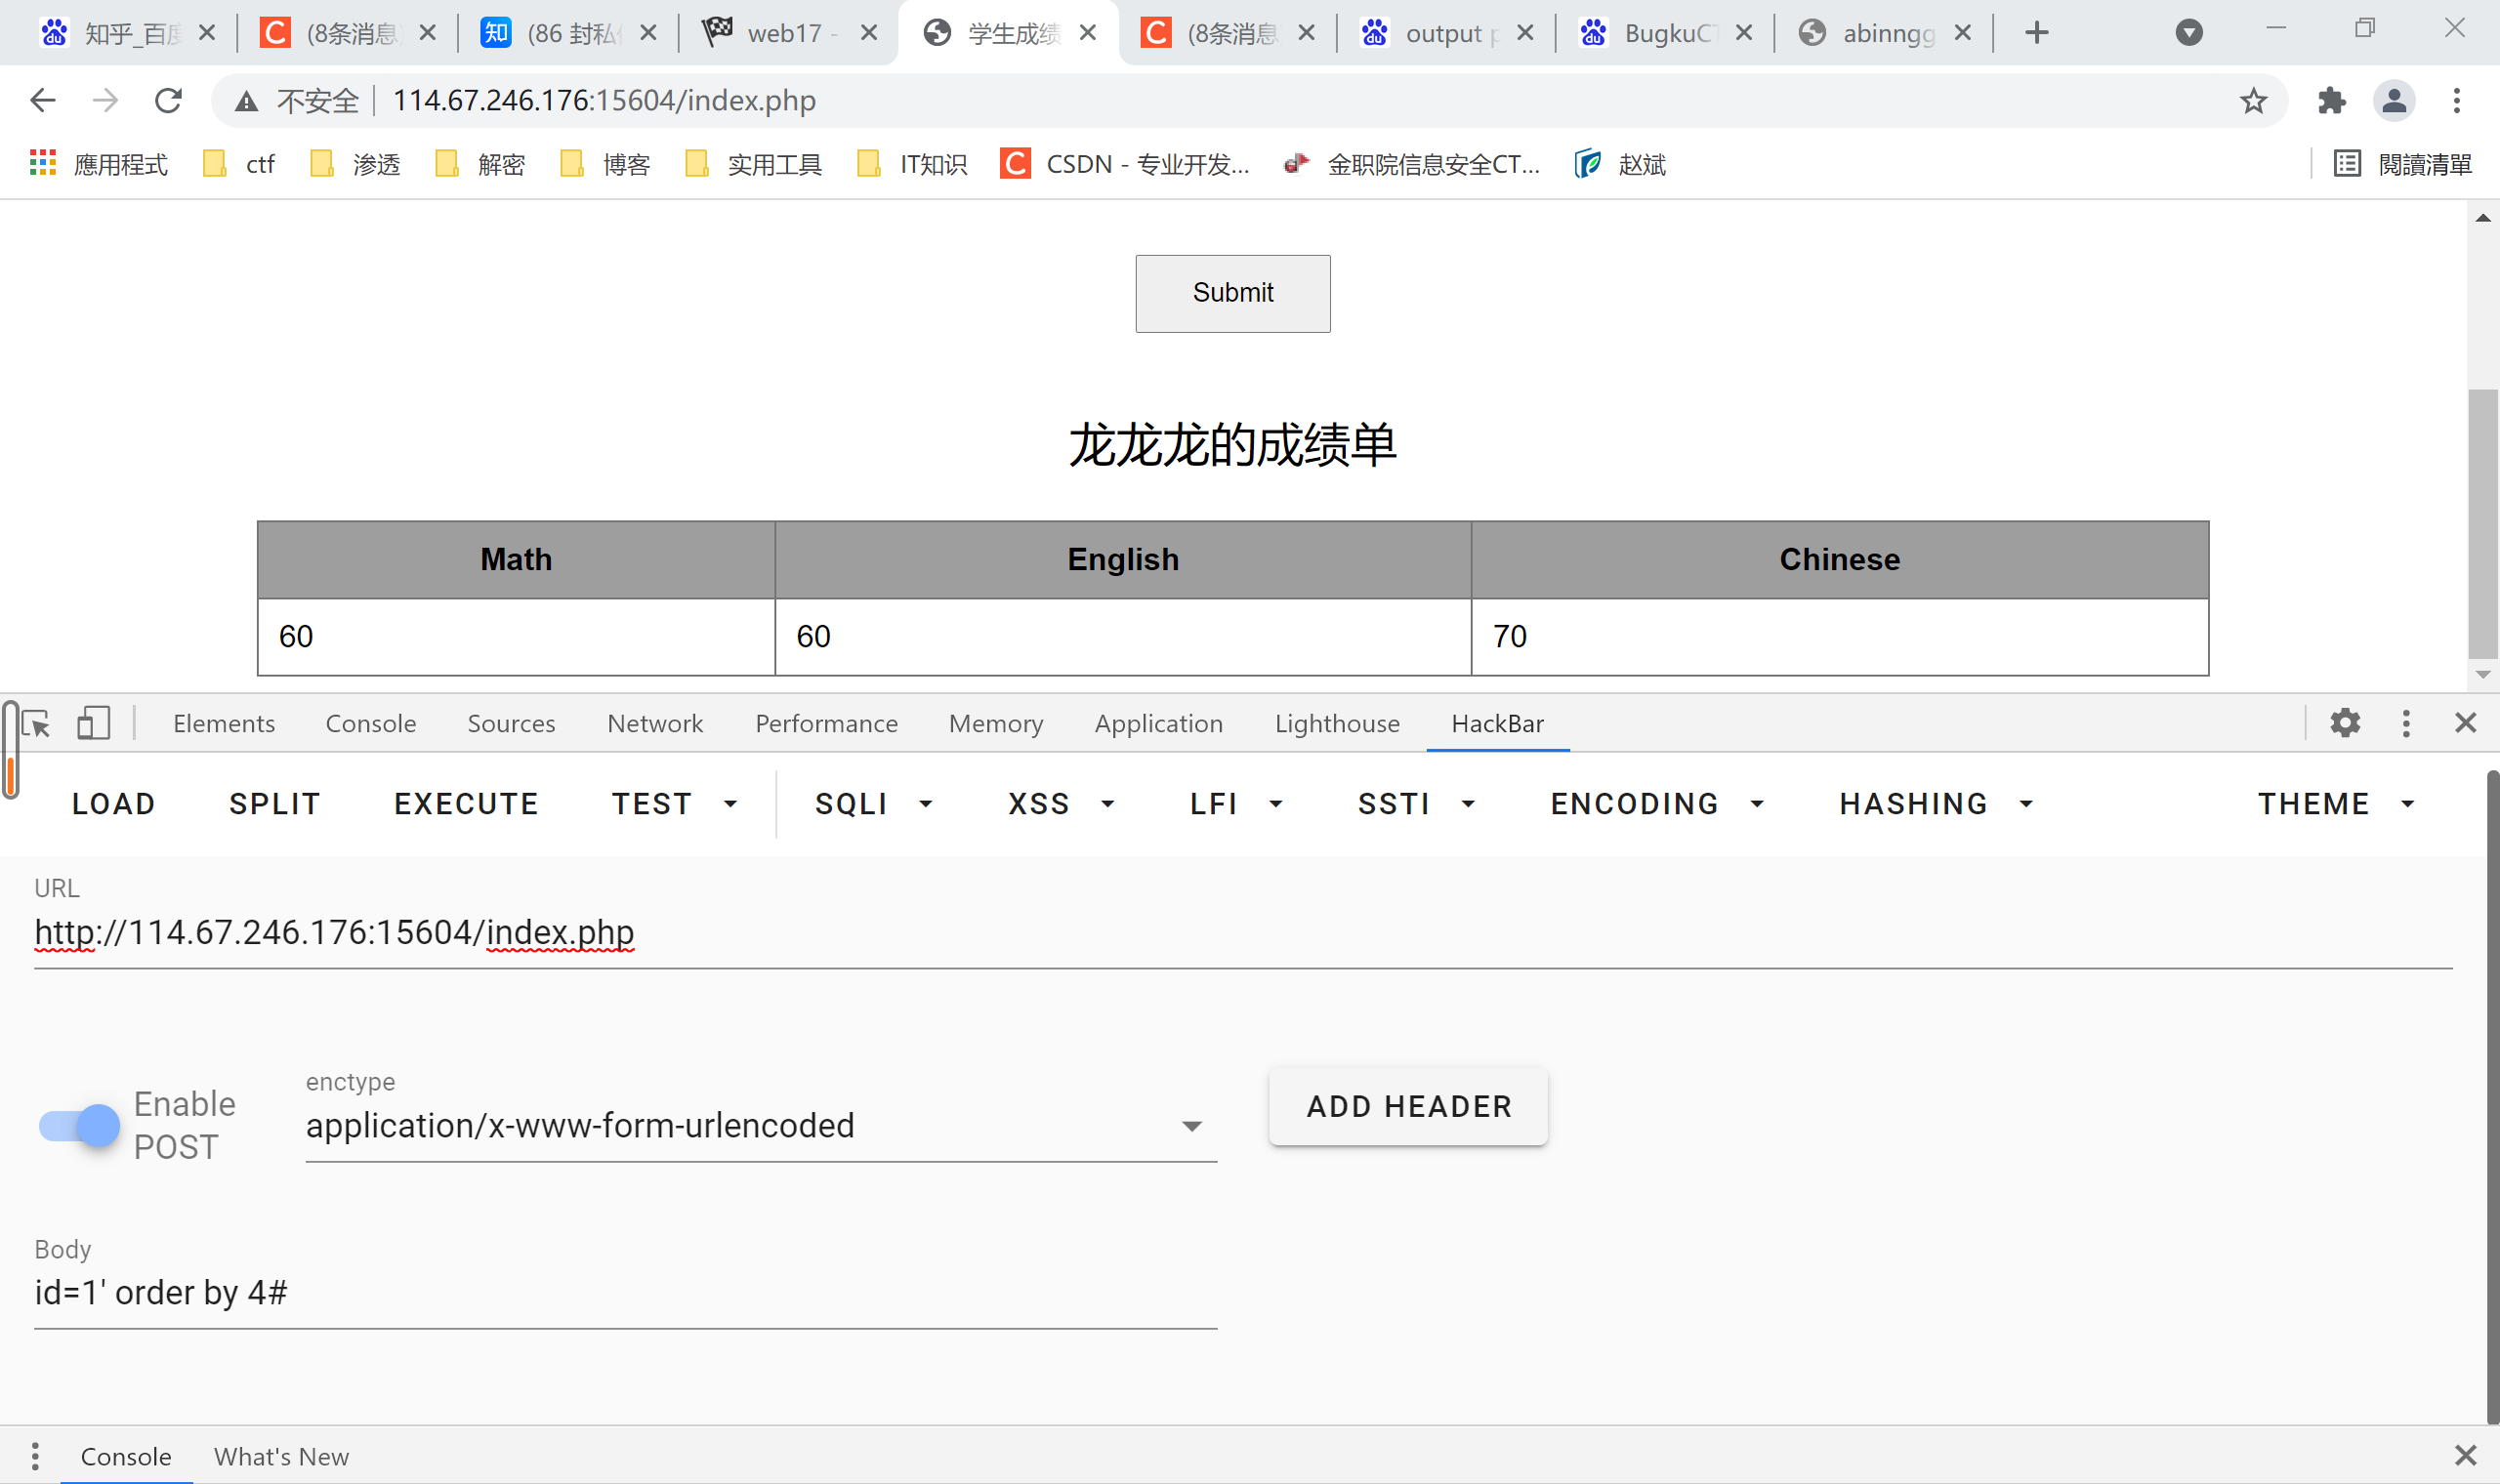 知乎_百度 (8条消息 (86 封私信 web17 - 学生成绩 (8条消息 output p BugkuCT abinngg
不安全 114.67.246.176:15604/index.php
應用程式 ctf 渗透 解密 博客 实用工具 IT知识 CSDN - 专业开发... 金职院信息安全CT... 赵斌 閱讀清單
Submit
龙龙龙的成绩单
Math English Chinese
60 60 70
Elements Console Sources Network Performance Memory Application Lighthouse HackBar
LOAD SPLIT EXECUTE TEST SQLI XSS LFI SSTI ENCODING HASHING THEME
URL
http://114.67.246.176:15604/index.php
Enable POST
enctype
application/x-www-form-urlencoded
ADD HEADER
Body
id=1' order by 4#
Console What's New